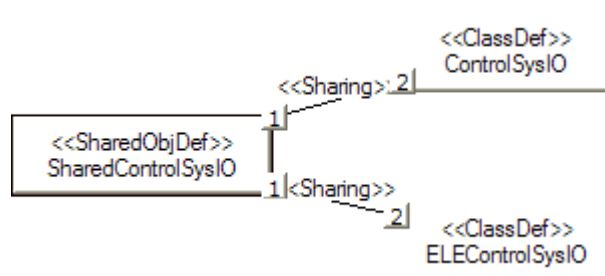 <<ClassDef>>
ControlSysIO
<<Sharing>
2
1
<<SharedObjDef>>
SharedControlSysIO
1
<Sharing>>
2
<<ClassDef>>
ELEControlSysIO